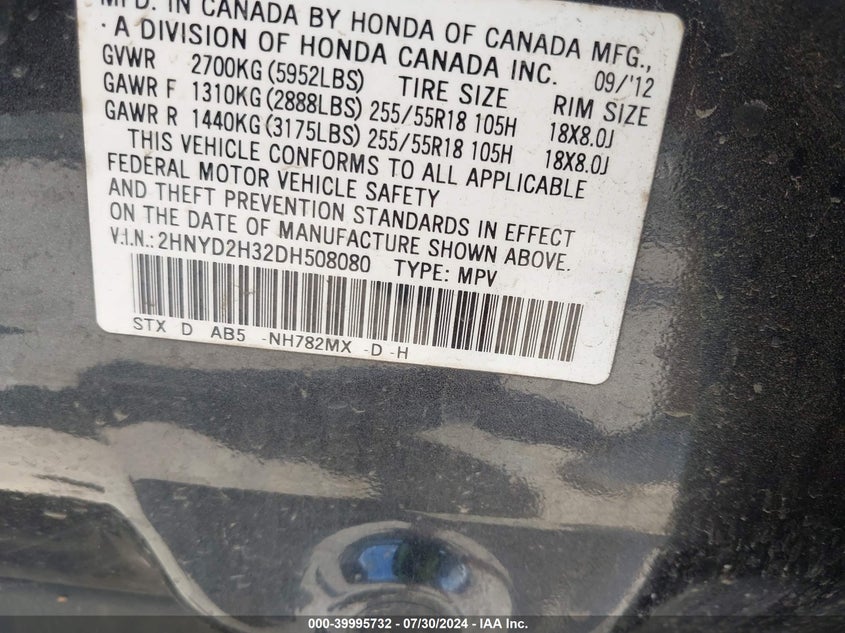 MFD. IN CANADA BY HONDA OF CANADA MFG.,
· A DIVISION OF HONDA CANADA INC. 09/'12
GVWR 2700KG (5952LBS) TIRE SIZE RIM SIZE
GAWR F 1310KG (2888LBS) 255/55R18 105H 18X8.0J
GAWR R 1440KG (3175LBS) 255/55R18 105H 18X8.0J
THIS VEHICLE CONFORMS TO ALL APPLICABLE
FEDERAL MOTOR VEHICLE SAFETY
AND THEFT PREVENTION STANDARDS IN EFFECT
ON THE DATE OF MANUFACTURE SHOWN ABOVE.
V.I.N.: 2HNYD2H32DH508080 TYPE: MPV
STX D AB5 -NH782MX -D -H
000-39995732 - 07/30/2024 - IAA Inc.